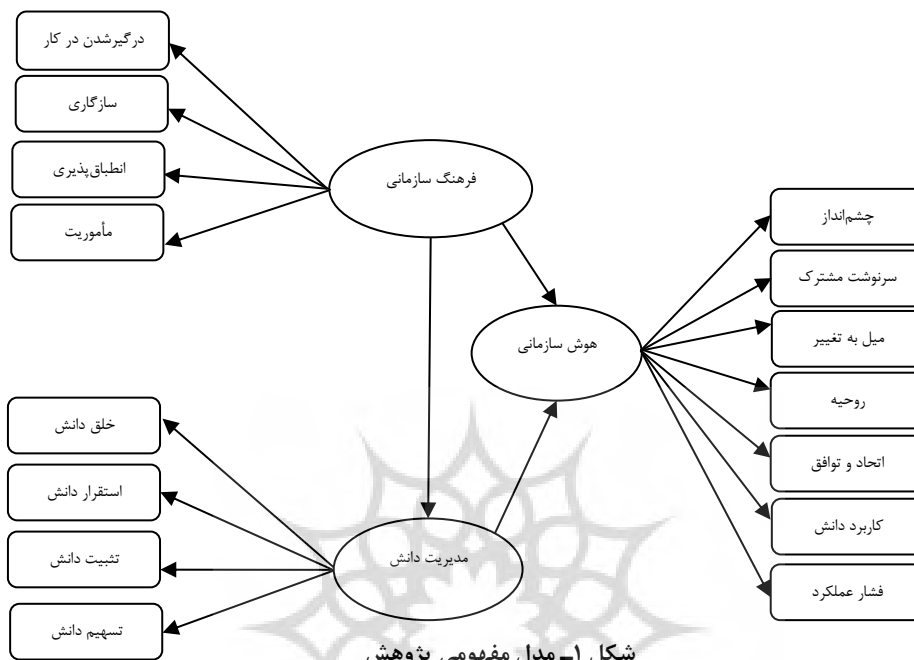 درگیرشدن در کار
سازگاری
انطباق‌پذیری
مأموریت
فرهنگ سازمانی
چشم‌انداز
سرنوشت مشترک
میل به تغییر
روحیه
اتحاد و توافق
کاربرد دانش
فشار عملکرد
هوش سازمانی
خلق دانش
استقرار دانش
تثبیت دانش
تسهیم دانش
مدیریت دانش
شکل ۱ـ مدل مفهومی پژوهش